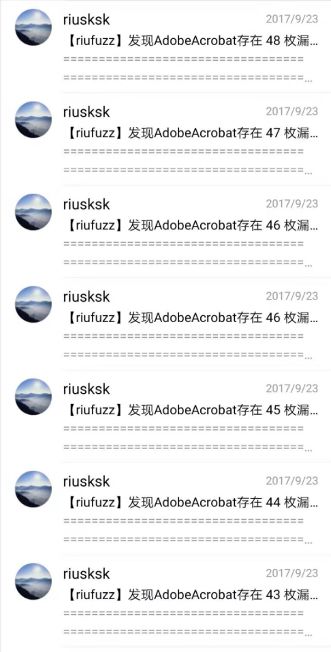 riusksk 2017/9/23
【riufuzz】发现AdobeAcrobat存在 48 枚漏...
==================================
===================================...
riusksk 2017/9/23
【riufuzz】发现AdobeAcrobat存在 47 枚漏...
==================================
===================================...
riusksk 2017/9/23
【riufuzz】发现AdobeAcrobat存在 46 枚漏...
==================================
===================================...
riusksk 2017/9/23
【riufuzz】发现AdobeAcrobat存在 46 枚漏...
==================================
===================================...
riusksk 2017/9/23
【riufuzz】发现AdobeAcrobat存在 45 枚漏...
==================================
===================================...
riusksk 2017/9/23
【riufuzz】发现AdobeAcrobat存在 44 枚漏...
==================================
===================================...
riusksk 2017/9/23
【riufuzz】发现AdobeAcrobat存在 43 枚漏...
==================================
===================================...